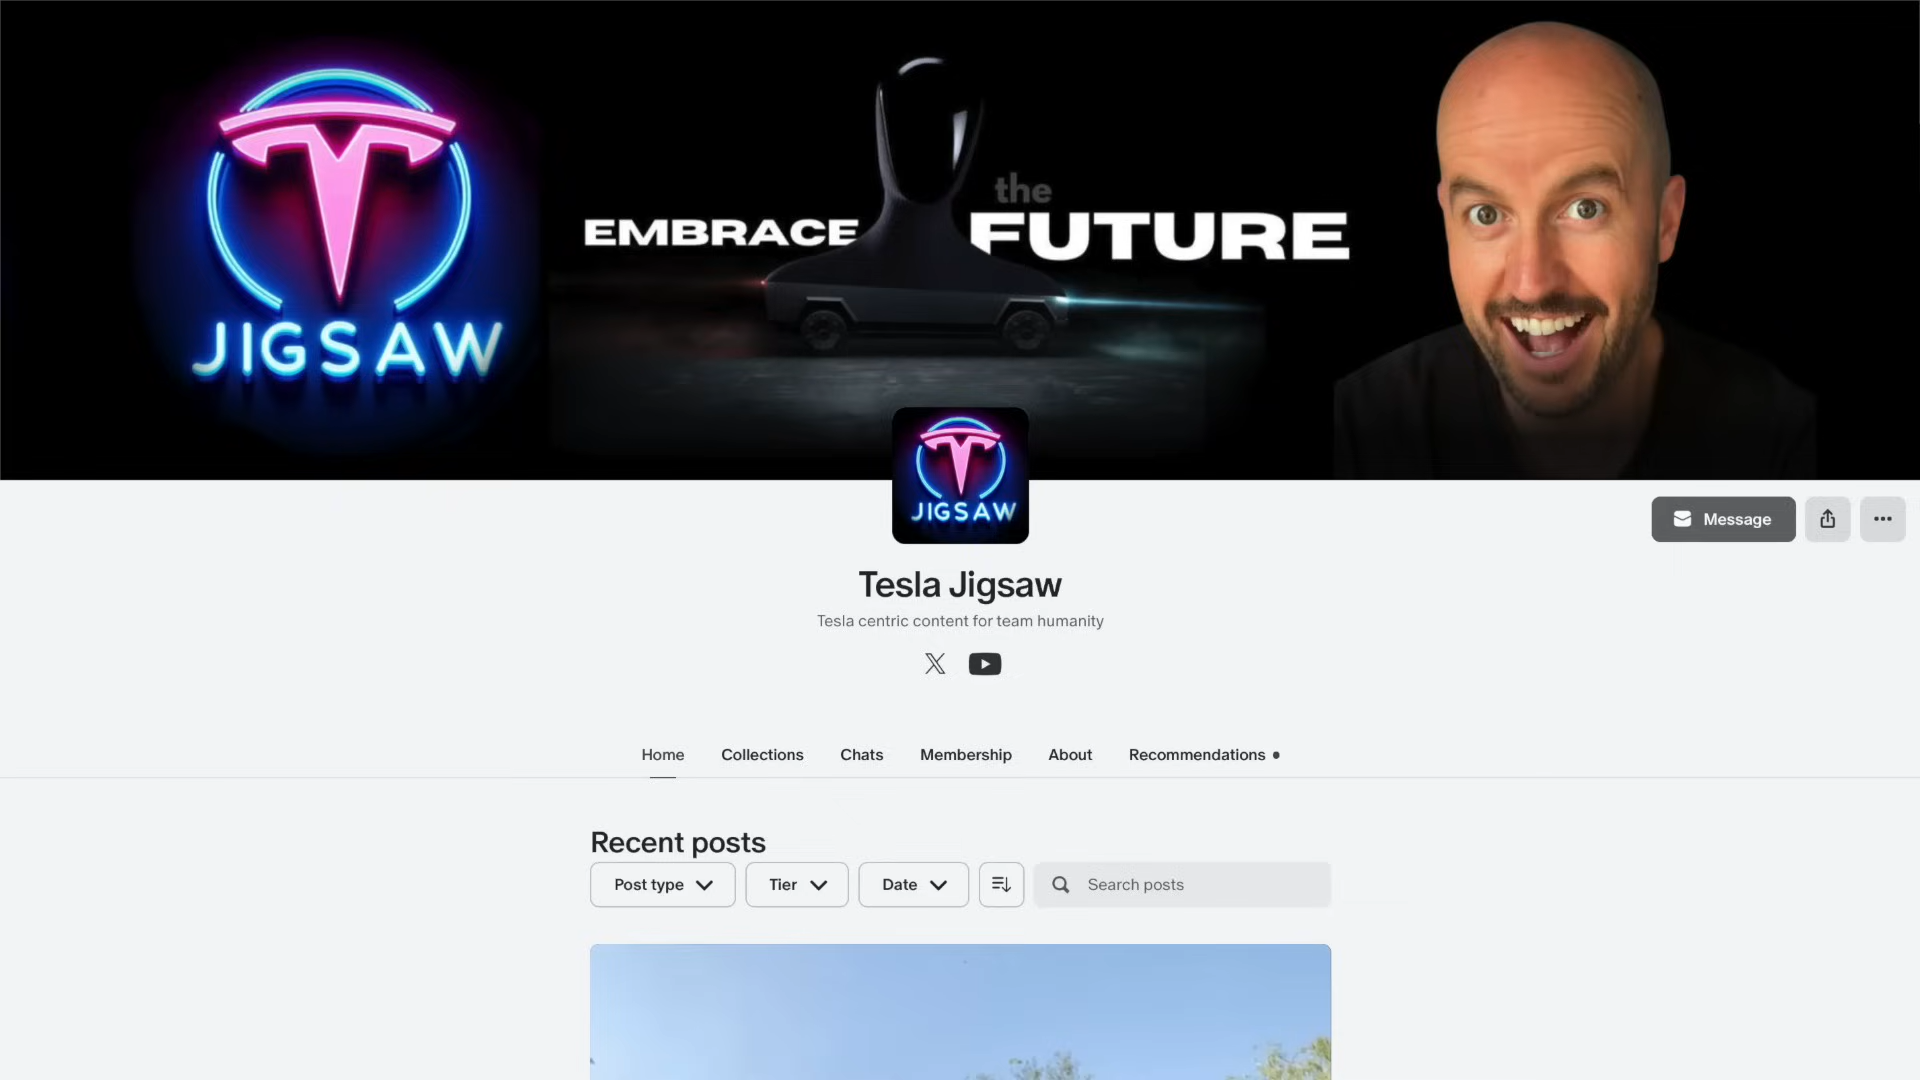 JIGSAW
EMBRACE
the
FUTURE
JIGSAW
Message
Tesla Jigsaw
Tesla centric content for team humanity
Home Collections Chats Membership About Recommendations
Recent posts
Post type Tier Date Search posts